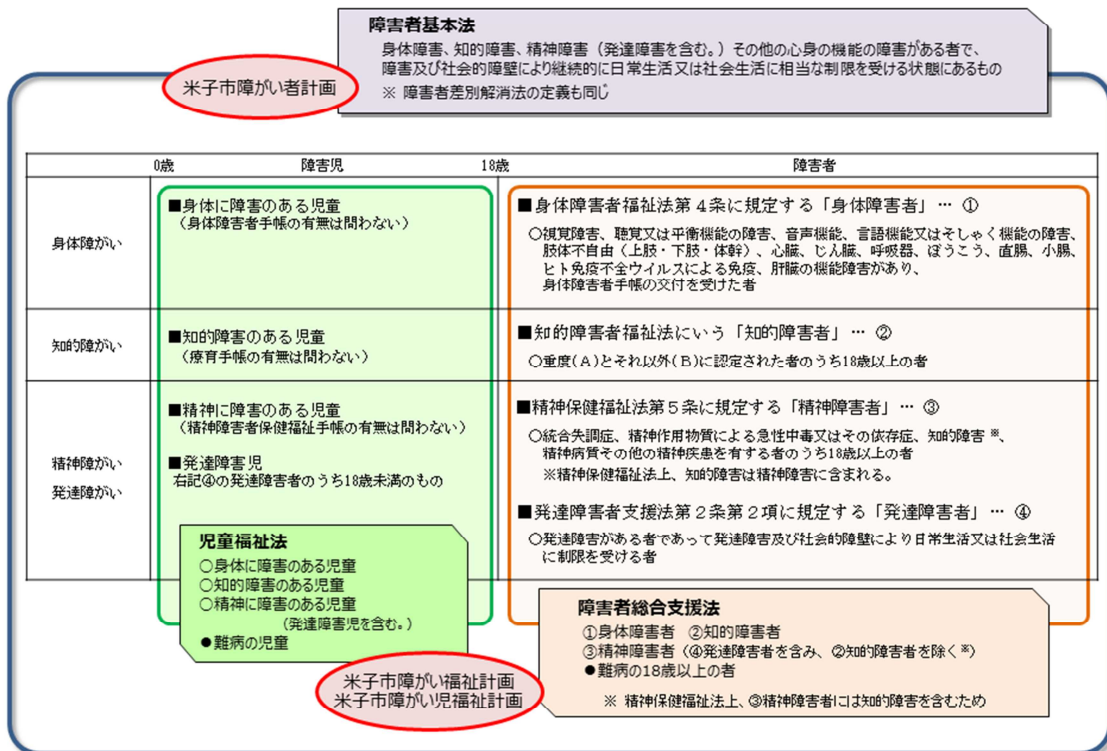 障害者基本法
身体障害、知的障害、精神障害（発達障害を含む。）その他の心身の機能の障害がある者で、
障害及び社会的障壁により継続的に日常生活又は社会生活に相当な制限を受ける状態にあるもの
※ 障害者差別解消法の定義も同じ
米子市障がい者計画
0歳 障害児 18歳 障害者
身体障がい
■身体に障害のある児童
（身体障害者手帳の有無は問わない）
■身体障害者福祉法第４条に規定する「身体障害者」… ①
○視覚障害、聴覚又は平衡機能の障害、音声機能、言語機能又はそしゃく機能の障害、
肢体不自由（上肢・下肢・体幹）、心臓、じん臓、呼吸器、ぼうこう、直腸、小腸、
ヒト免疫不全ウイルスによる免疫、肝臓の機能障害があり、
身体障害者手帳の交付を受けた者
知的障がい
■知的障害のある児童
（療育手帳の有無は問わない）
■知的障害者福祉法にいう「知的障害者」… ②
○重度(Ａ)とそれ以外(Ｂ)に認定された者のうち18歳以上の者
精神障がい
発達障がい
■精神に障害のある児童
（精神障害者保健福祉手帳の有無は問わない）
■発達障害児
右記④の発達障害者のうち18歳未満のもの
■精神保健福祉法第５条に規定する「精神障害者」… ③
○統合失調症、精神作用物質による急性中毒又はその依存症、知的障害※、
精神病質その他の精神疾患を有する者のうち18歳以上の者
※精神保健福祉法上、知的障害は精神障害に含まれる。
■発達障害者支援法第２条第２項に規定する「発達障害者」… ④
○発達障害がある者であって発達障害及び社会的障壁により日常生活又は社会生活
に制限を受ける者
児童福祉法
○身体に障害のある児童
○知的障害のある児童
○精神に障害のある児童
（発達障害児を含む。）
●難病の児童
障害者総合支援法
①身体障害者 ②知的障害者
③精神障害者（④発達障害者を含み、②知的障害者を除く※）
●難病の18歳以上の者
※ 精神保健福祉法上、③精神障害者には知的障害を含むため
米子市障がい福祉計画
米子市障がい児福祉計画